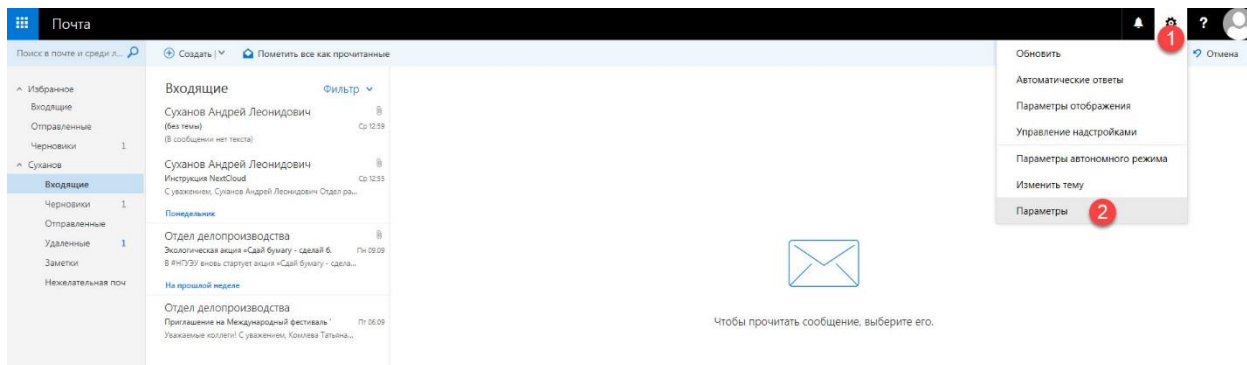 Почта
1
?
Поиск в почте и среди л...
Создать
Пометить все как прочитанные
Отмена
Избранное
Входящие
Отправленные
Черновики 1
Суханов
Входящие
Черновики 1
Отправленные
Удаленные 1
Заметки
Нежелательная поч
Входящие Фильтр
Суханов Андрей Леонидович
(без темы) Ср 12:59
(В сообщении нет текста)
Суханов Андрей Леонидович
Инструкция NextCloud Ср 12:55
С уважением, Суханов Андрей Леонидович Отдел ра...
Понедельник
Отдел делопроизводства
Экологическая акция «Сдай бумагу - сделай б. Пн 09.09
В #НГУЭУ вновь стартует акция «Сдай бумагу - сдела...
На прошлой неделе
Отдел делопроизводства
Приглашение на Международный фестиваль " Пт 06.09
Уважаемые коллеги! С уважением, Комлева Татьяна...
Чтобы прочитать сообщение, выберите его.
Обновить
Автоматические ответы
Параметры отображения
Управление надстройками
Параметры автономного режима
Изменить тему
Параметры 2